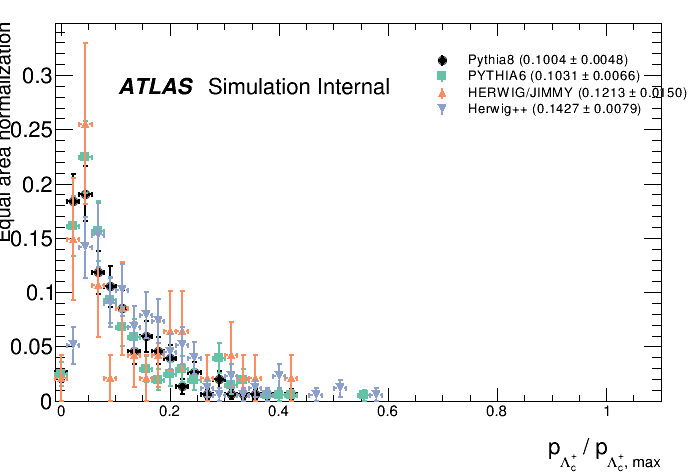 Equal area normalization
ATLAS Simulation Internal
Pythia8 (0.1004 ± 0.0048)
PYTHIA6 (0.1031 ± 0.0066)
HERWIG/JIMMY (0.1213 ± 0.0150)
Herwig++ (0.1427 ± 0.0079)
0.3
0.25
0.2
0.15
0.1
0.05
0
0 0.2 0.4 0.6 0.8 1
p_{Λ_c^+} / p_{Λ_c^+, max}